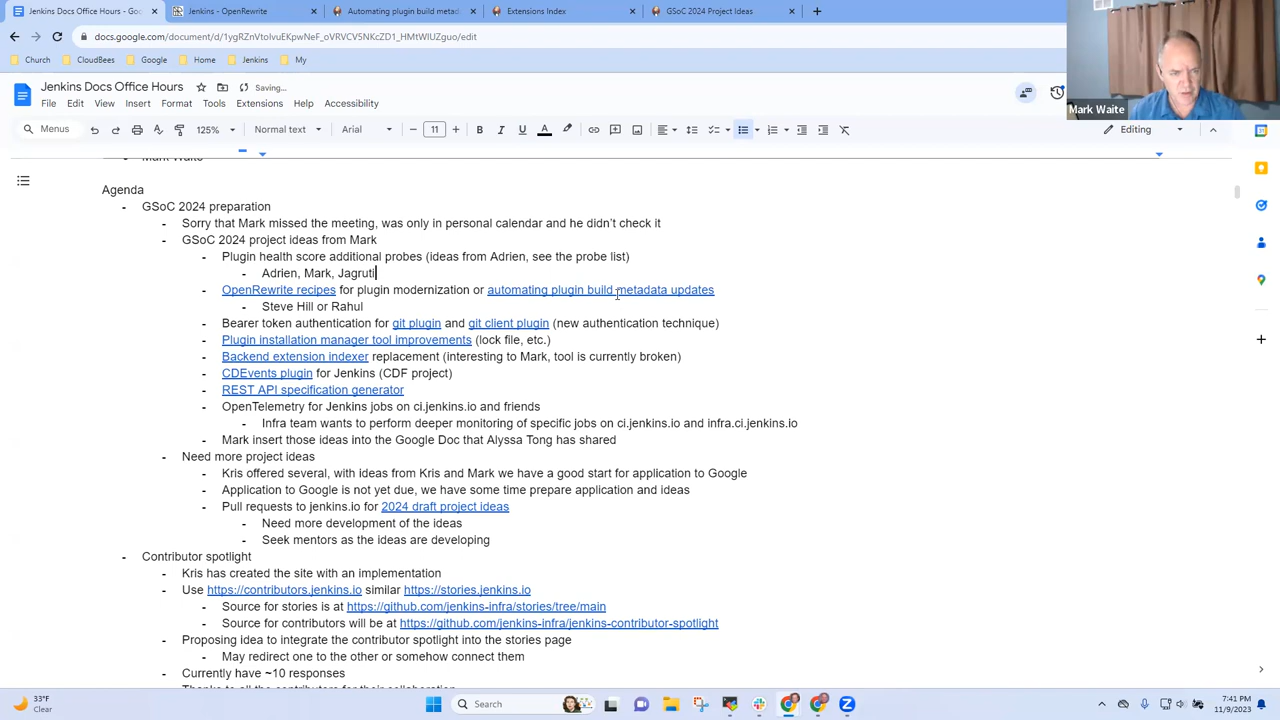 Jenkins Docs Office Hours - Goo
Jenkins - OpenRewrite
Automating plugin build metad
Extensions Index
GSoC 2024 Project Ideas
docs.google.com/document/d/1ygRZnVtoIvuEKpwNeF_oVRVCV5NKcZD1_HMtWIUZguo/edit
Church
CloudBees
Google
Home
Jenkins
My
Mark Waite
Jenkins Docs Office Hours
Saving...
File Edit View Insert Format Tools Extensions Help Accessibility
Menus
125%
Normal text
Arial
11
Editing
Agenda
- GSoC 2024 preparation
- Sorry that Mark missed the meeting, was only in personal calendar and he didn't check it
- GSoC 2024 project ideas from Mark
- Plugin health score additional probes (ideas from Adrien, see the probe list)
- Adrien, Mark, Jagruti
- OpenRewrite recipes for plugin modernization or automating plugin build metadata updates
- Steve Hill or Rahul
- Bearer token authentication for git plugin and git client plugin (new authentication technique)
- Plugin installation manager tool improvements (lock file, etc.)
- Backend extension indexer replacement (interesting to Mark, tool is currently broken)
- CDEvents plugin for Jenkins (CDF project)
- REST API specification generator
- OpenTelemetry for Jenkins jobs on ci.jenkins.io and friends
- Infra team wants to perform deeper monitoring of specific jobs on ci.jenkins.io and infra.ci.jenkins.io
- Mark insert those ideas into the Google Doc that Alyssa Tong has shared
- Need more project ideas
- Kris offered several, with ideas from Kris and Mark we have a good start for application to Google
- Application to Google is not yet due, we have some time prepare application and ideas
- Pull requests to jenkins.io for 2024 draft project ideas
- Need more development of the ideas
- Seek mentors as the ideas are developing
- Contributor spotlight
- Kris has created the site with an implementation
- Use https://contributors.jenkins.io similar https://stories.jenkins.io
- Source for stories is at https://github.com/jenkins-infra/stories/tree/main
- Source for contributors will be at https://github.com/jenkins-infra/jenkins-contributor-spotlight
- Proposing idea to integrate the contributor spotlight into the stories page
- May redirect one to the other or somehow connect them
- Currently have ~10 responses
33°F
Clear
Search
7:41 PM
11/9/2023